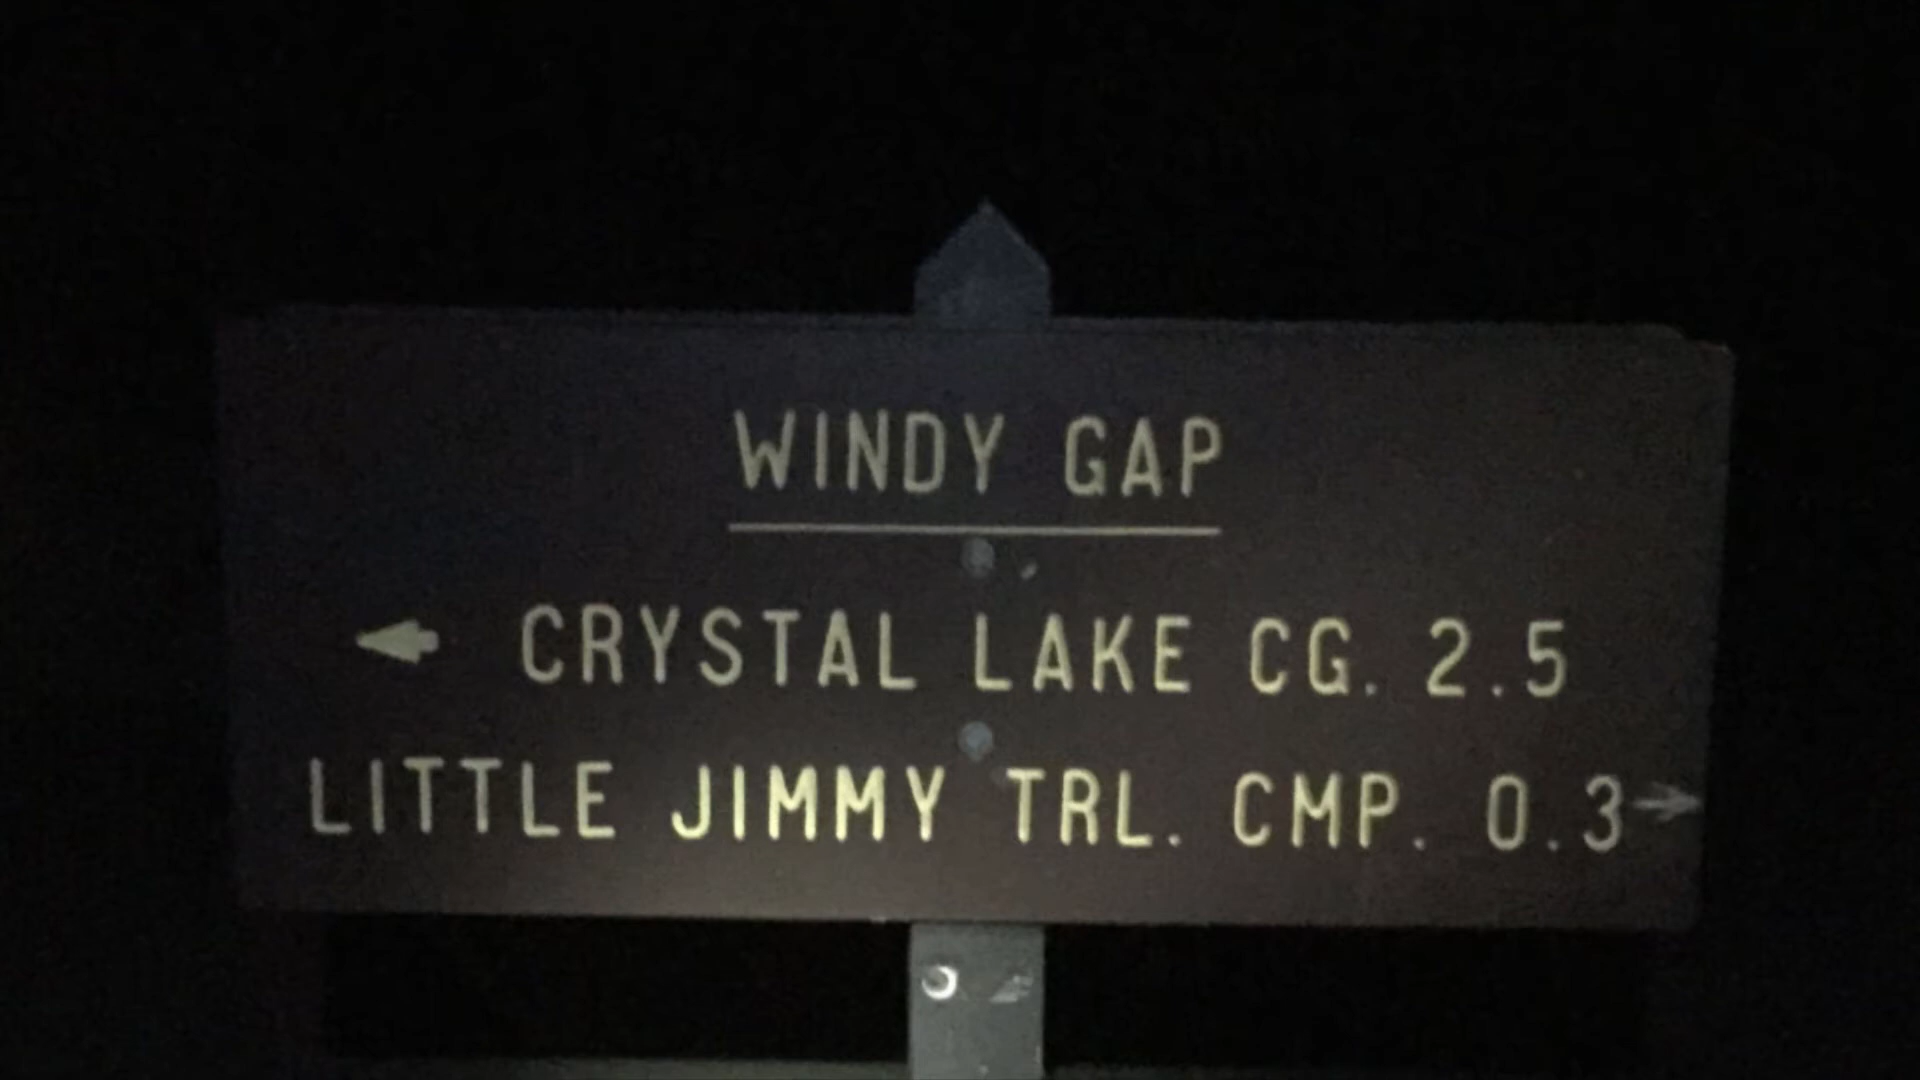 WINDY GAP
← CRYSTAL LAKE CG. 2.5
LITTLE JIMMY TRL. CMP. 0.3 →